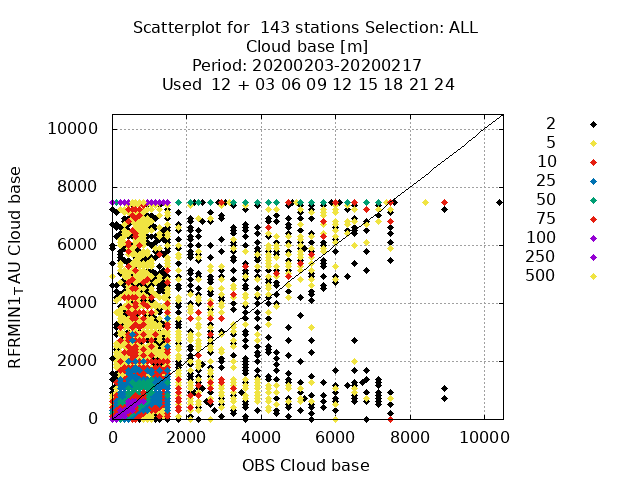 Scatterplot for 143 stations Selection: ALL
Cloud base [m]
Period: 20200203-20200217
Used 12 + 03 06 09 12 15 18 21 24
10000
8000
6000
4000
2000
0
RFRMIN1T AU Cloud base
0 2000 4000 6000 8000 10000
OBS Cloud base
2
5
10
25
50
75
100
250
500